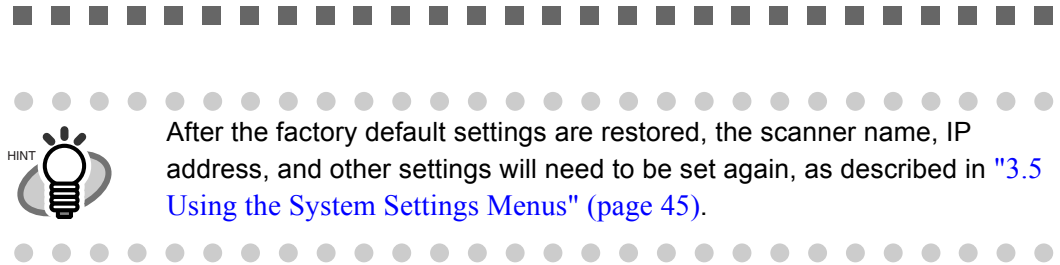 HINT
After the factory default settings are restored, the scanner name, IP
address, and other settings will need to be set again, as described in "3.5
Using the System Settings Menus" (page 45).